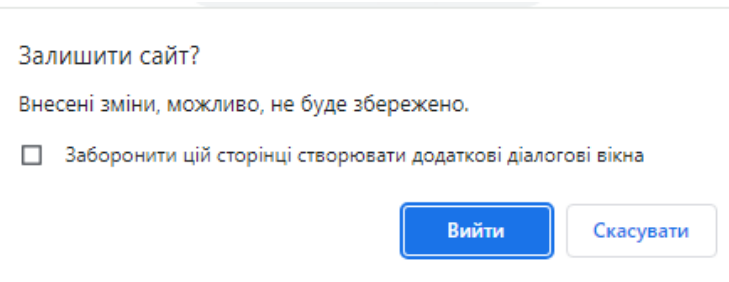 Залишити сайт?
Внесені зміни, можливо, не буде збережено.
Заборонити цій сторінці створювати додаткові діалогові вікна
Вийти Скасувати